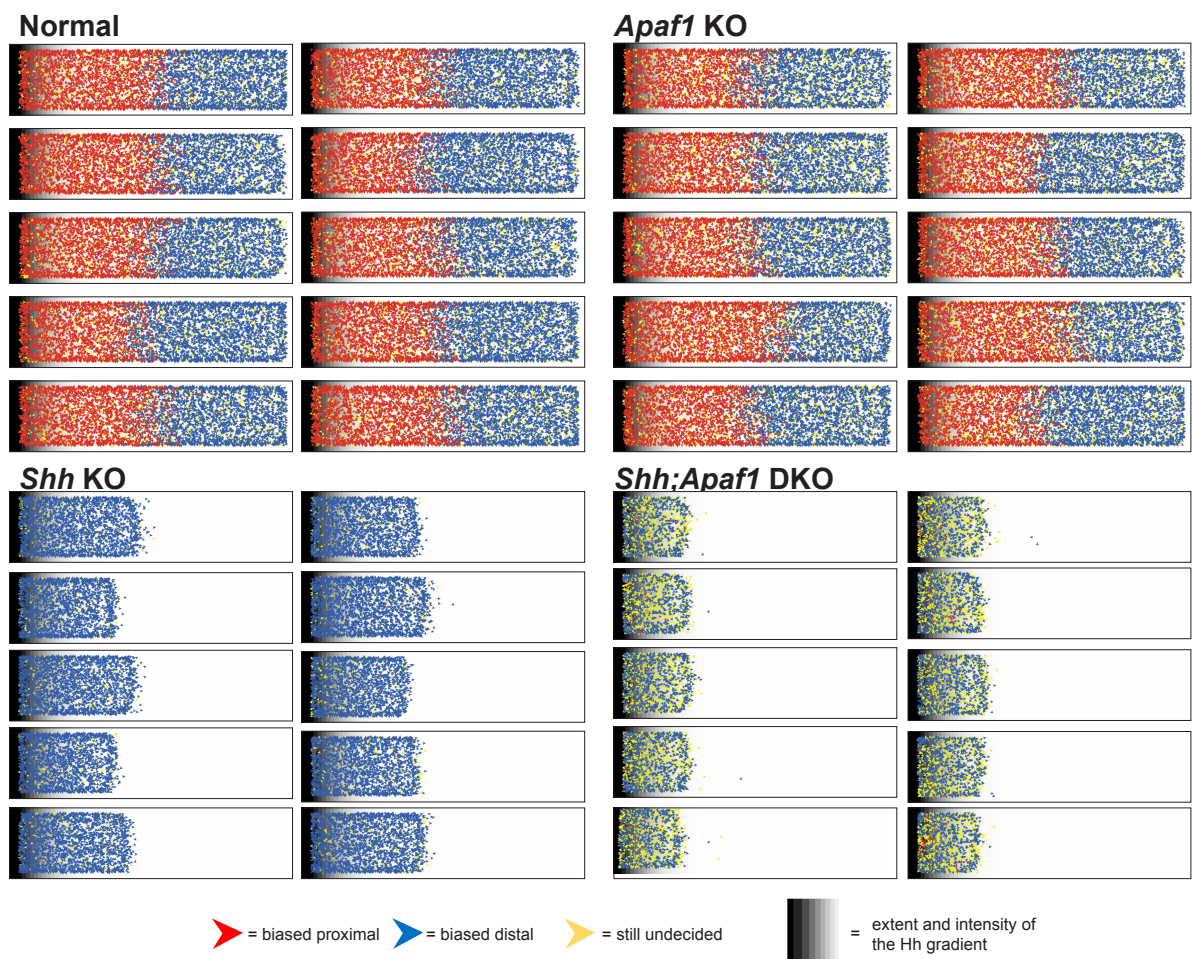 Normal
Apaf1 KO
Shh KO
Shh;Apaf1 DKO
= biased proximal
= biased distal
= still undecided
= extent and intensity of
the Hh gradient